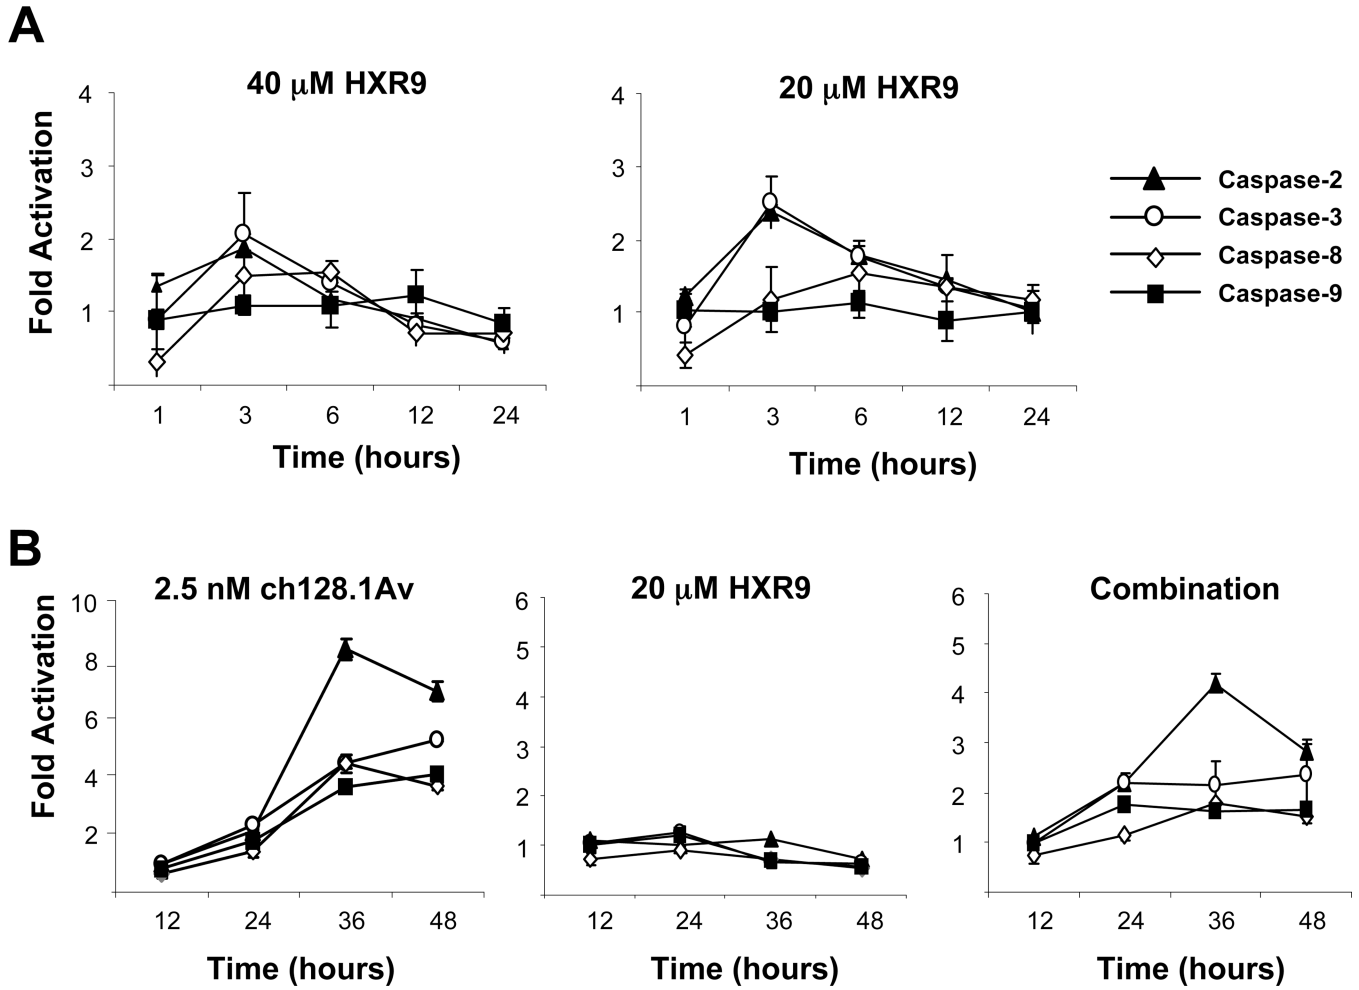 A
40 μM HXR9
20 μM HXR9
Fold Activation
4
3
2
1
1 3 6 12 24
Time (hours)
4
3
2
1
1 3 6 12 24
Time (hours)
Caspase-2
Caspase-3
Caspase-8
Caspase-9
B
2.5 nM ch128.1Av
20 μM HXR9
Combination
Fold Activation
10
8
6
4
2
12 24 36 48
Time (hours)
6
5
4
3
2
1
12 24 36 48
Time (hours)
6
5
4
3
2
1
12 24 36 48
Time (hours)